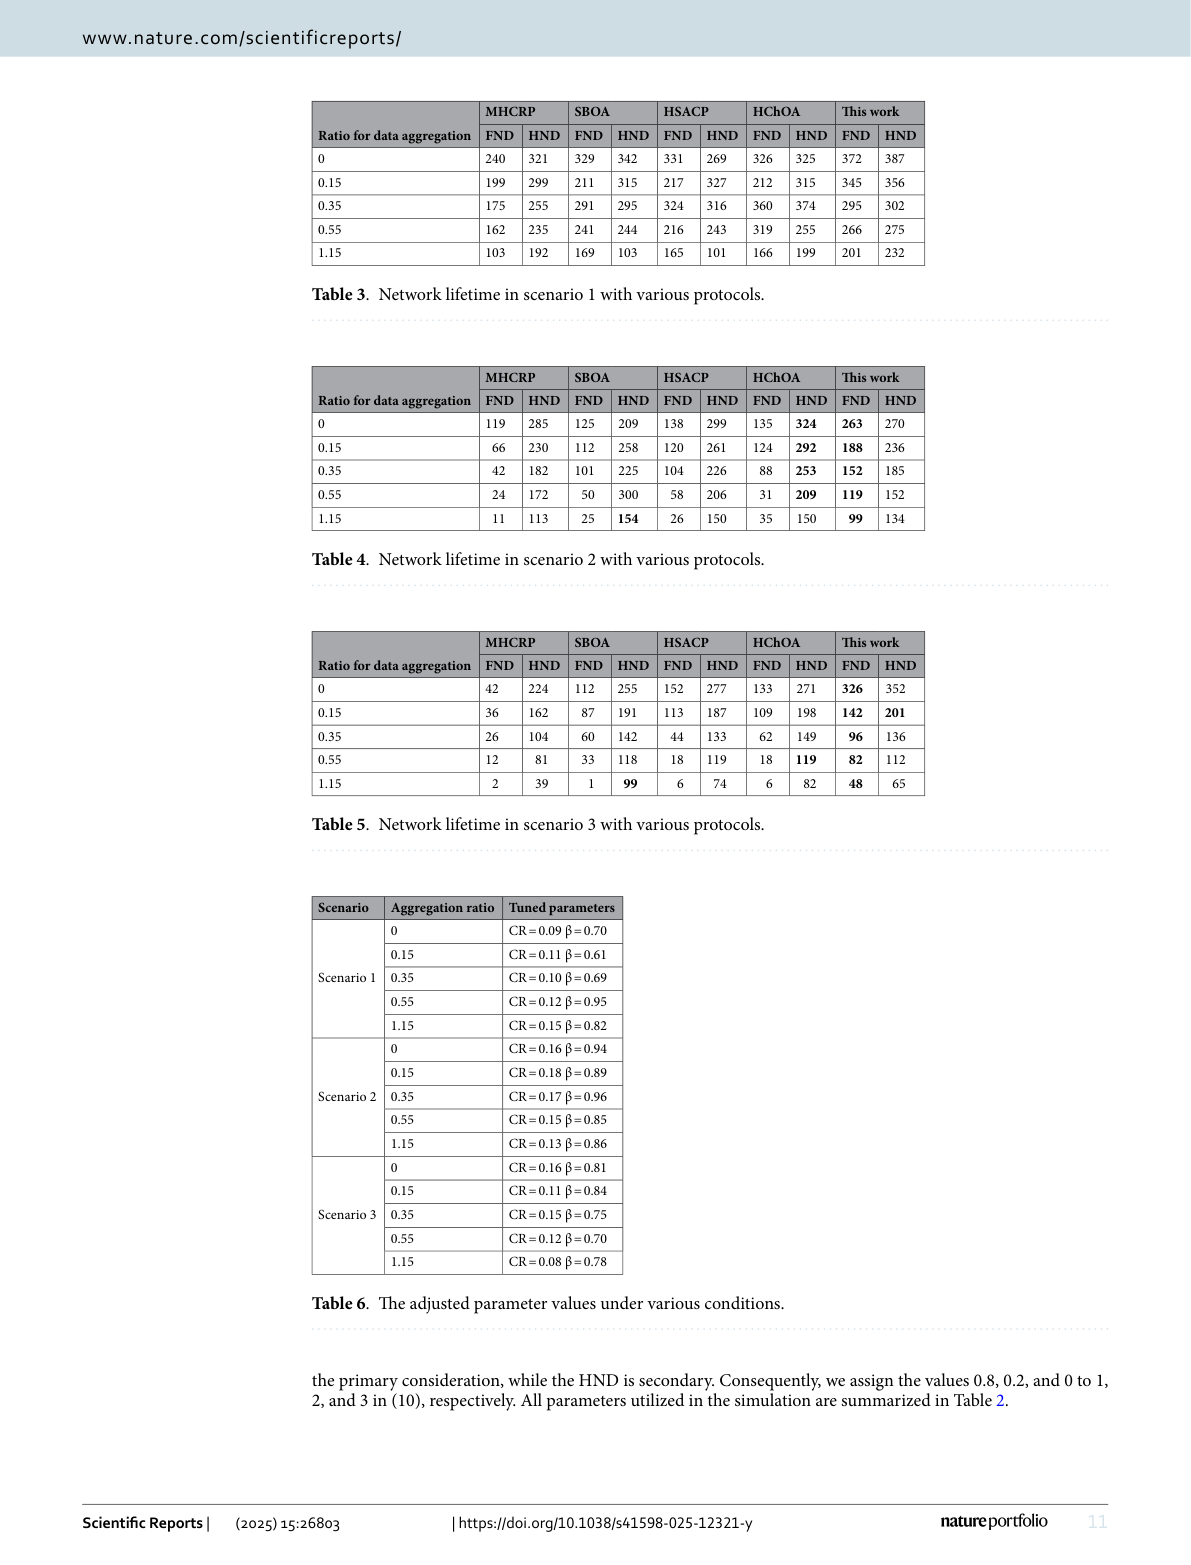 www.nature.com/scientificreports/
MHCRP SBOA HSACP HChOA This work
Ratio for data aggregation FND HND FND HND FND HND FND HND FND HND
0 240 321 329 342 331 269 326 325 372 387
0.15 199 299 211 315 217 327 212 315 345 356
0.35 175 255 291 295 324 316 360 374 295 302
0.55 162 235 241 244 216 243 319 255 266 275
1.15 103 192 169 103 165 101 166 199 201 232
Table 3. Network lifetime in scenario 1 with various protocols.
MHCRP SBOA HSACP HChOA This work
Ratio for data aggregation FND HND FND HND FND HND FND HND FND HND
0 119 285 125 209 138 299 135 324 263 270
0.15 66 230 112 258 120 261 124 292 188 236
0.35 42 182 101 225 104 226 88 253 152 185
0.55 24 172 50 300 58 206 31 209 119 152
1.15 11 113 25 154 26 150 35 150 99 134
Table 4. Network lifetime in scenario 2 with various protocols.
MHCRP SBOA HSACP HChOA This work
Ratio for data aggregation FND HND FND HND FND HND FND HND FND HND
0 42 224 112 255 152 277 133 271 326 352
0.15 36 162 87 191 113 187 109 198 142 201
0.35 26 104 60 142 44 133 62 149 96 136
0.55 12 81 33 118 18 119 18 119 82 112
1.15 2 39 1 99 6 74 6 82 48 65
Table 5. Network lifetime in scenario 3 with various protocols.
Scenario Aggregation ratio Tuned parameters
0 CR = 0.09 β = 0.70
0.15 CR = 0.11 β = 0.61
Scenario 1 0.35 CR = 0.10 β = 0.69
0.55 CR = 0.12 β = 0.95
1.15 CR = 0.15 β = 0.82
0 CR = 0.16 β = 0.94
0.15 CR = 0.18 β = 0.89
Scenario 2 0.35 CR = 0.17 β = 0.96
0.55 CR = 0.15 β = 0.85
1.15 CR = 0.13 β = 0.86
0 CR = 0.16 β = 0.81
0.15 CR = 0.11 β = 0.84
Scenario 3 0.35 CR = 0.15 β = 0.75
0.55 CR = 0.12 β = 0.70
1.15 CR = 0.08 β = 0.78
Table 6. The adjusted parameter values under various conditions.
the primary consideration, while the HND is secondary. Consequently, we assign the values 0.8, 0.2, and 0 to 1,
2, and 3 in (10), respectively. All parameters utilized in the simulation are summarized in Table 2.
Scientific Reports | (2025) 15:26803 | https://doi.org/10.1038/s41598-025-12321-y natureportfolio 11